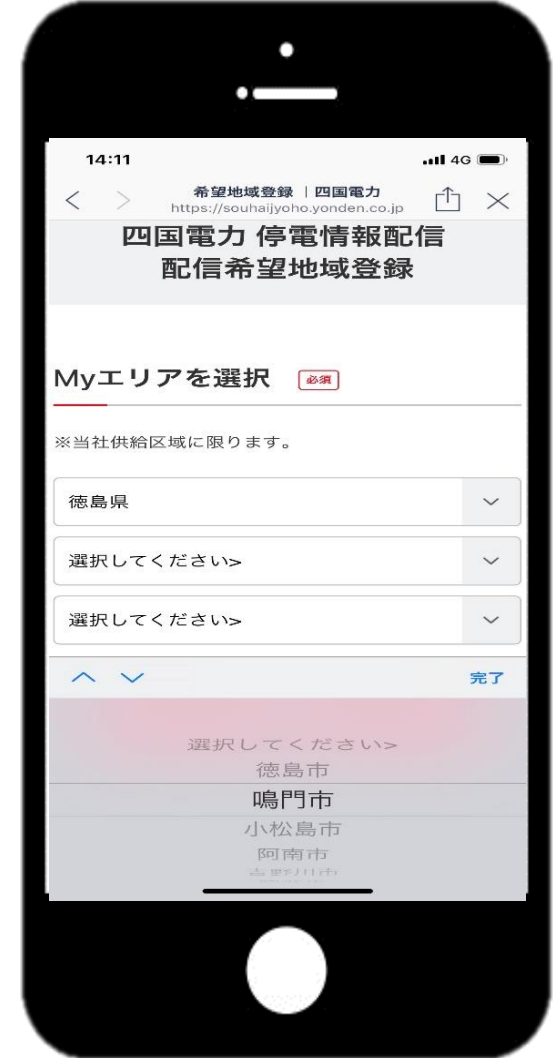 14:11
4G
希望地域登録 | 四国電力
https://souhaijyoho.yonden.co.jp
四国電力 停電情報配信
配信希望地域登録
Myエリアを選択 必須
※当社供給区域に限ります。
徳島県
選択してください>
選択してください>
完了
選択してください>
徳島市
鳴門市
小松島市
阿南市
吉野川市